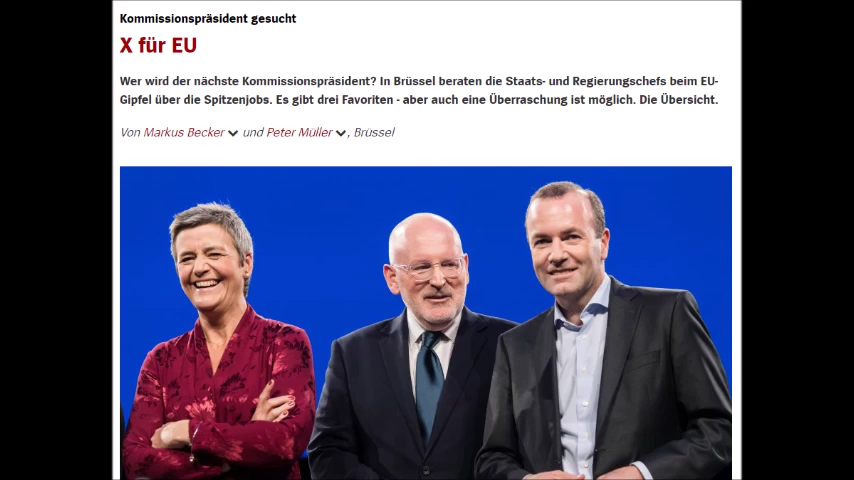 Kommissionspräsident gesucht
X für EU
Wer wird der nächste Kommissionspräsident? In Brüssel beraten die Staats- und Regierungschefs beim EU-
Gipfel über die Spitzenjobs. Es gibt drei Favoriten - aber auch eine Überraschung ist möglich. Die Übersicht.
Von Markus Becker und Peter Müller, Brüssel